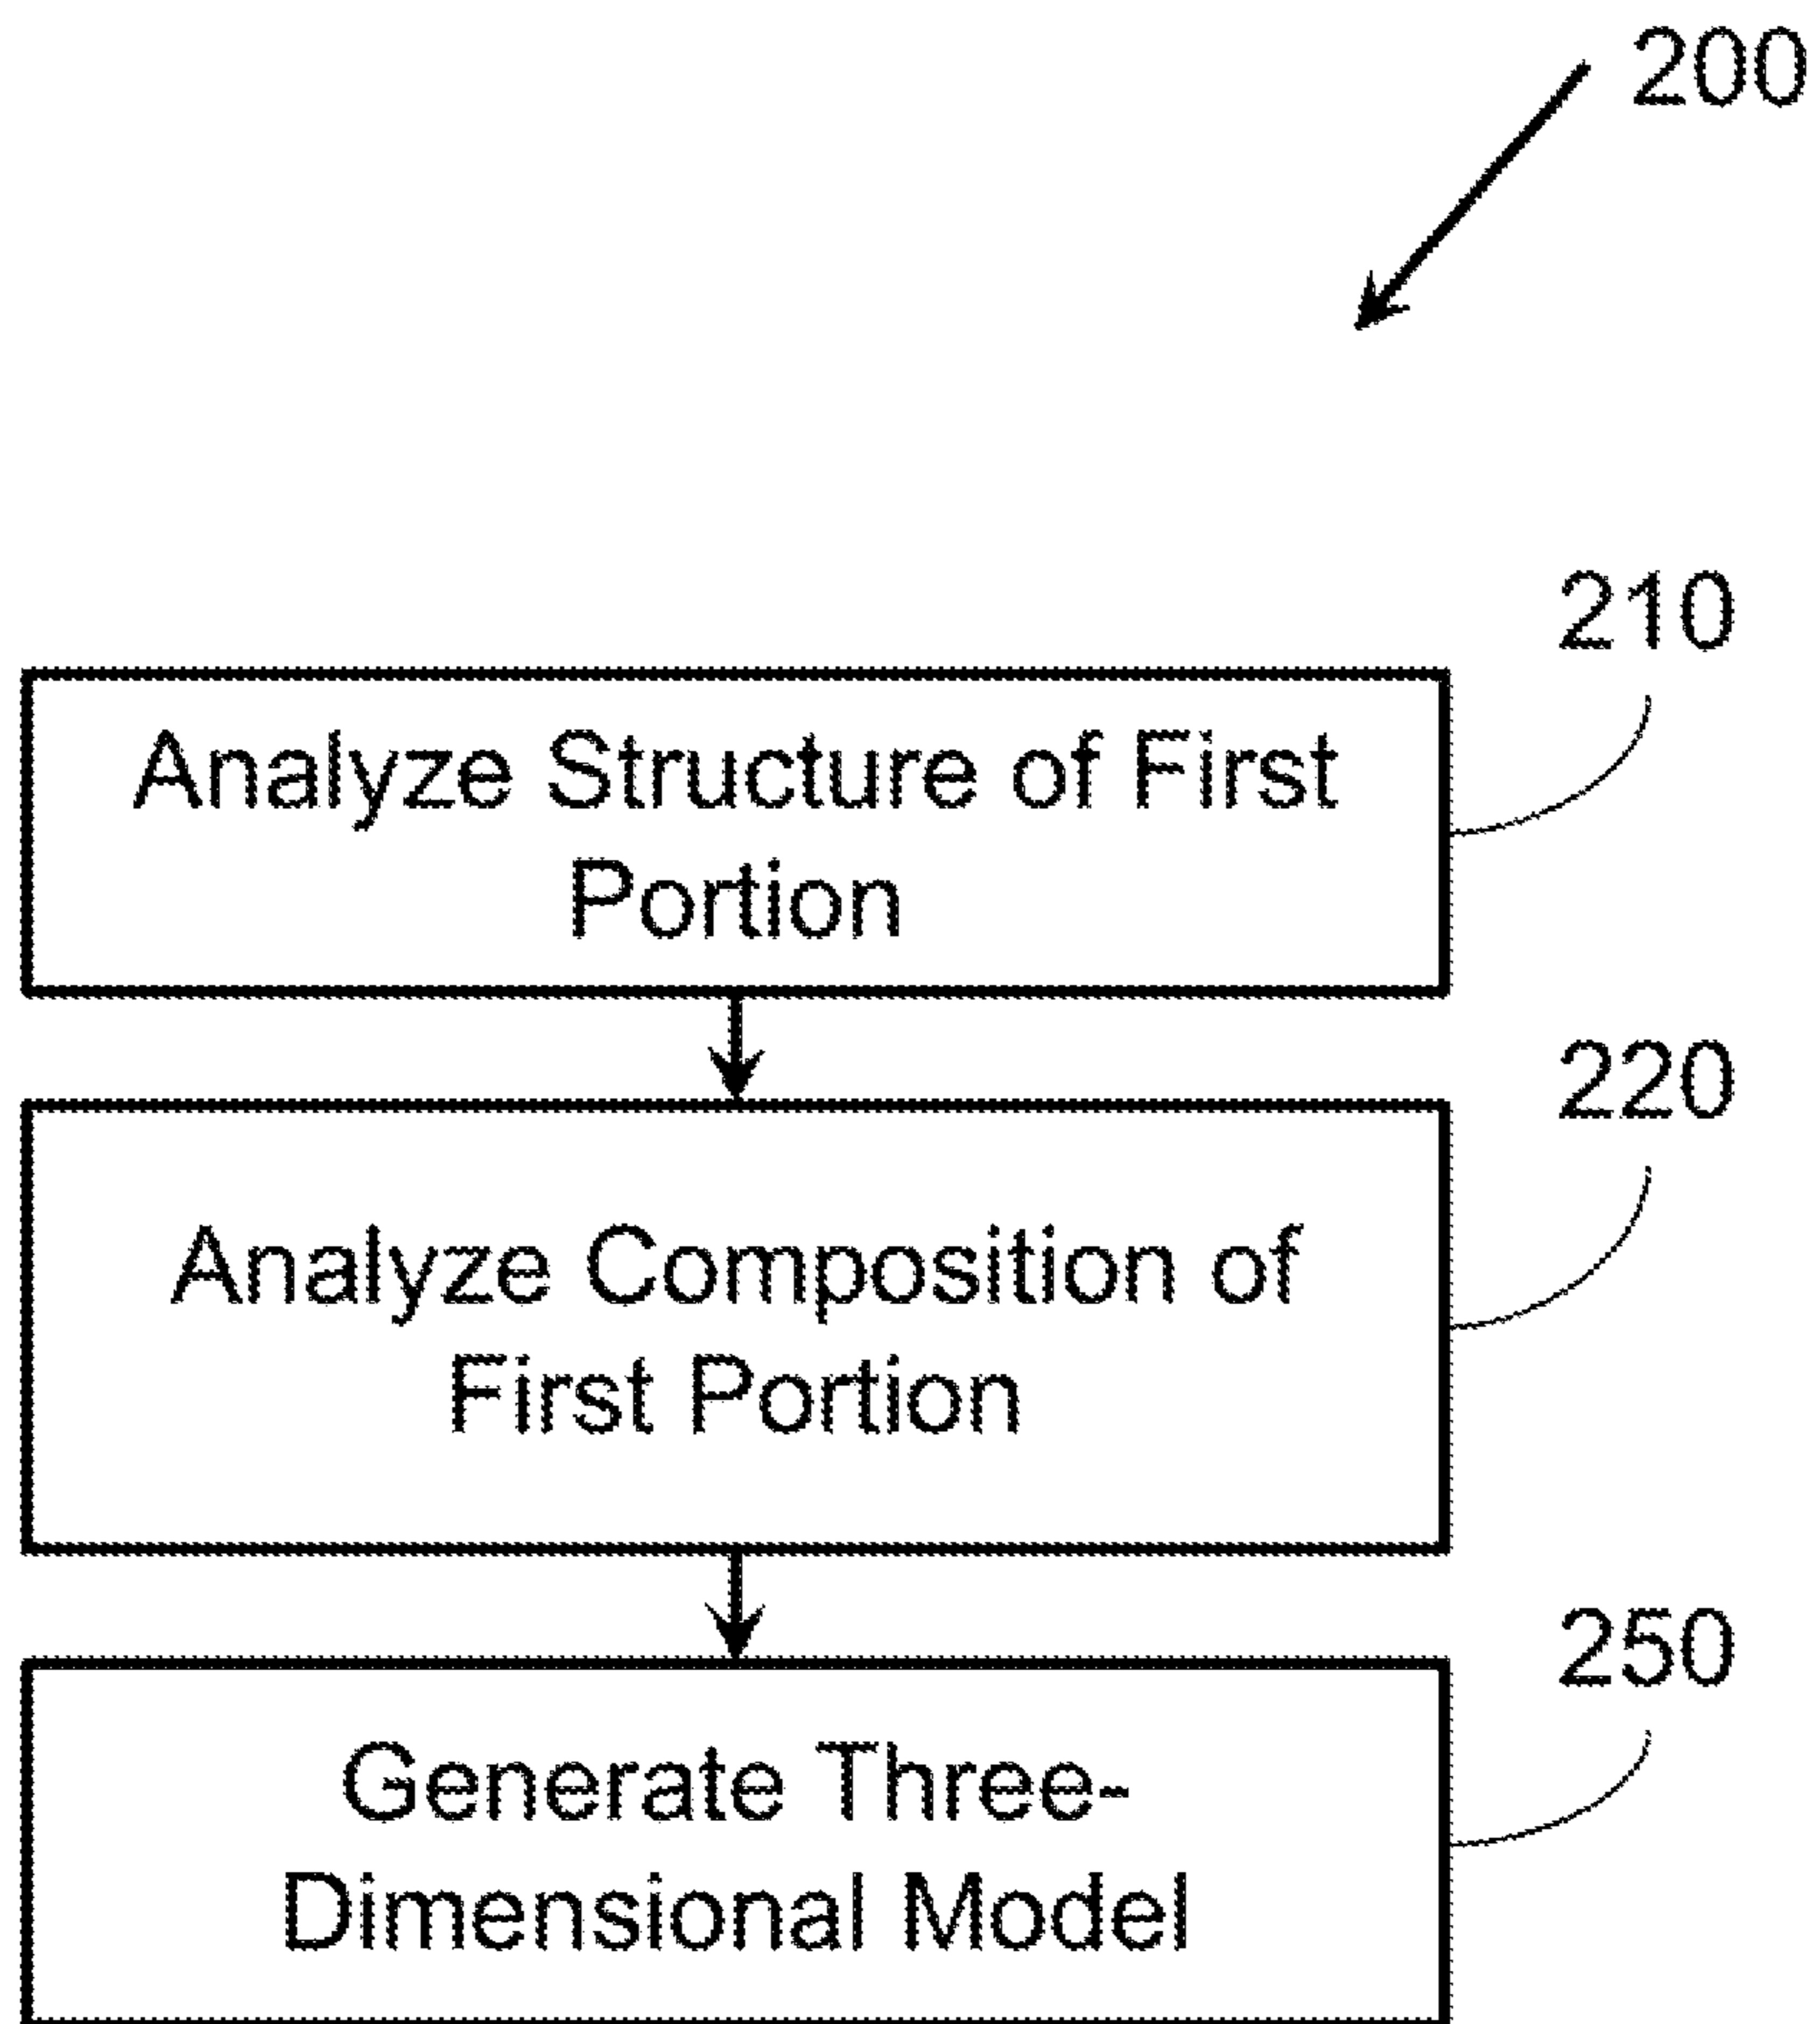 200
210
Analyze Structure of First
Portion
220
Analyze Composition of
First Portion
250
Generate Three-
Dimensional Model